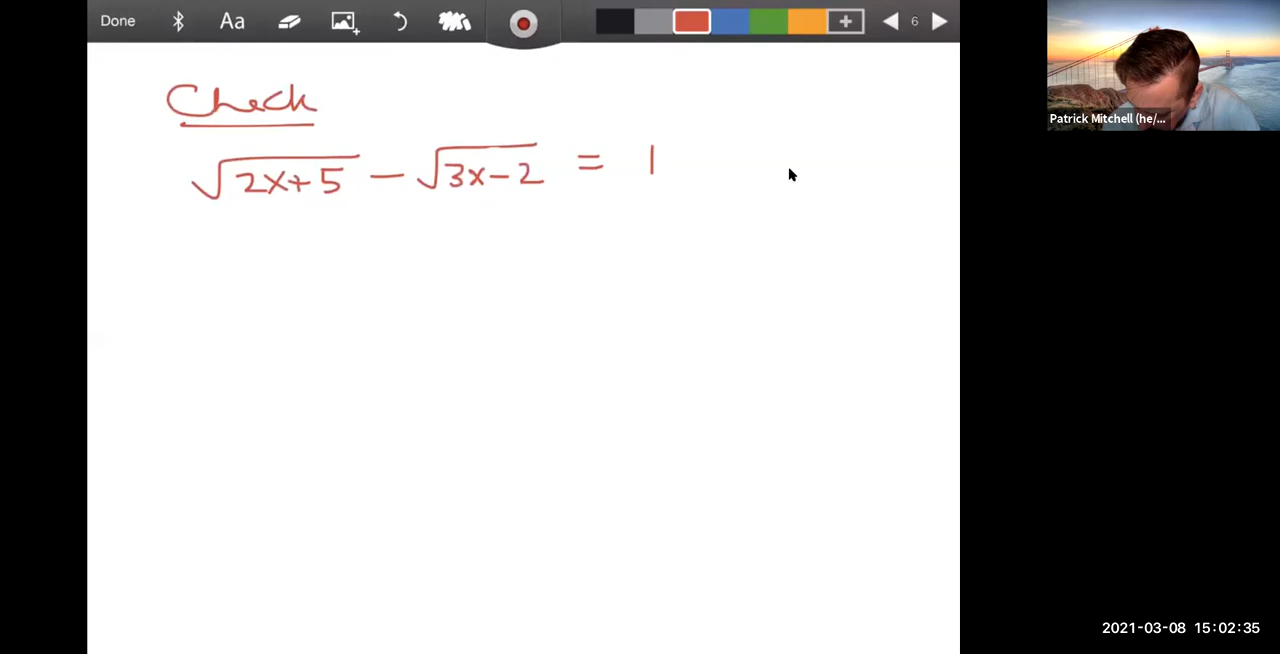 Done Aa 6
Check
√2x+5 − √3x−2 = 1
Patrick Mitchell (he/...
2021-03-08 15:02:35